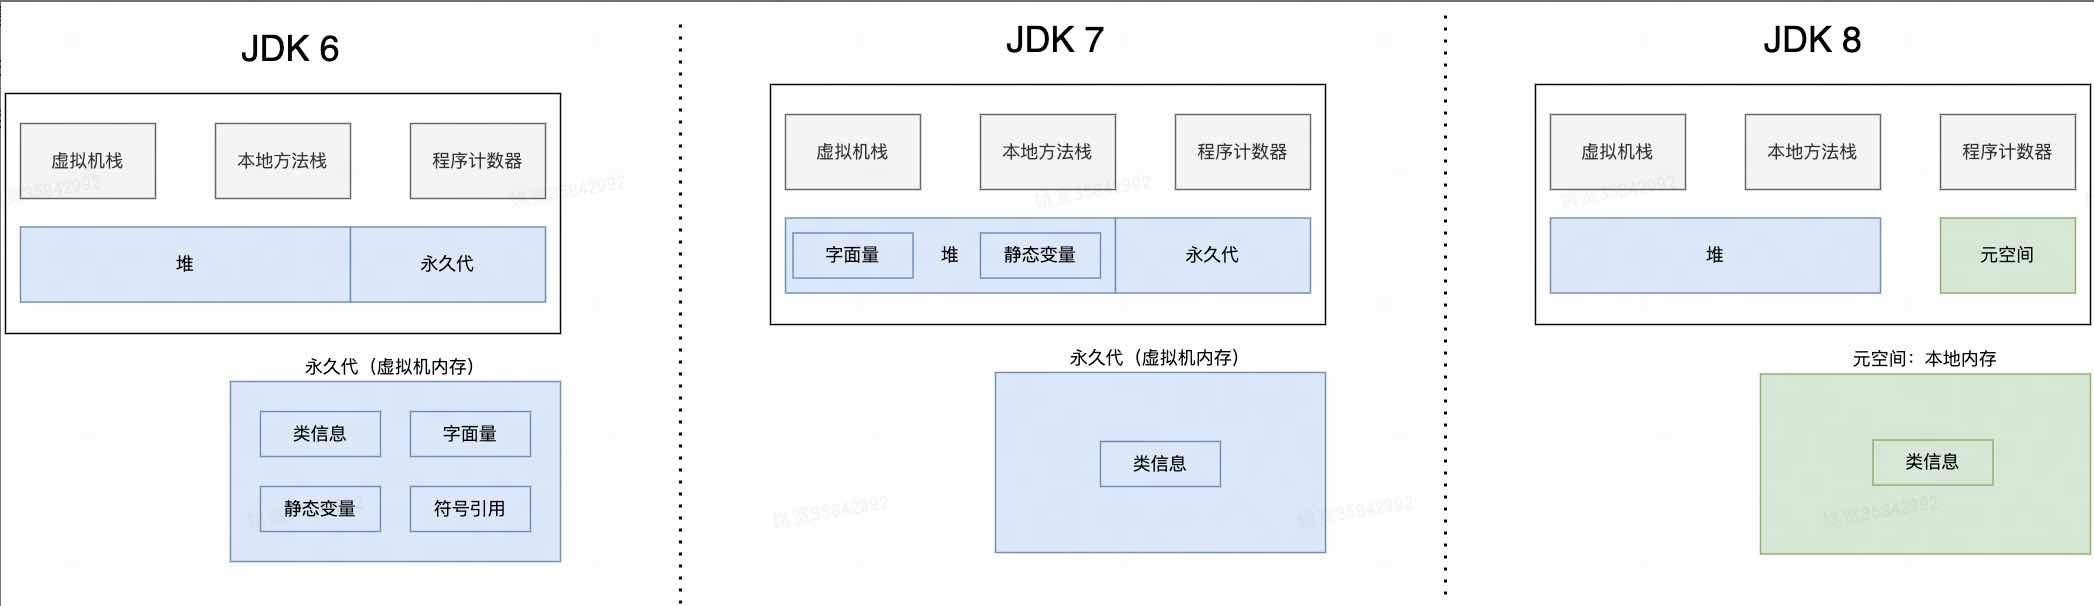 JDK 6
虚拟机栈
本地方法栈
程序计数器
堆
永久代
永久代（虚拟机内存）
类信息
字面量
静态变量
符号引用
JDK 7
虚拟机栈
本地方法栈
程序计数器
字面量
堆
静态变量
永久代
永久代（虚拟机内存）
类信息
JDK 8
虚拟机栈
本地方法栈
程序计数器
堆
元空间
元空间：本地内存
类信息